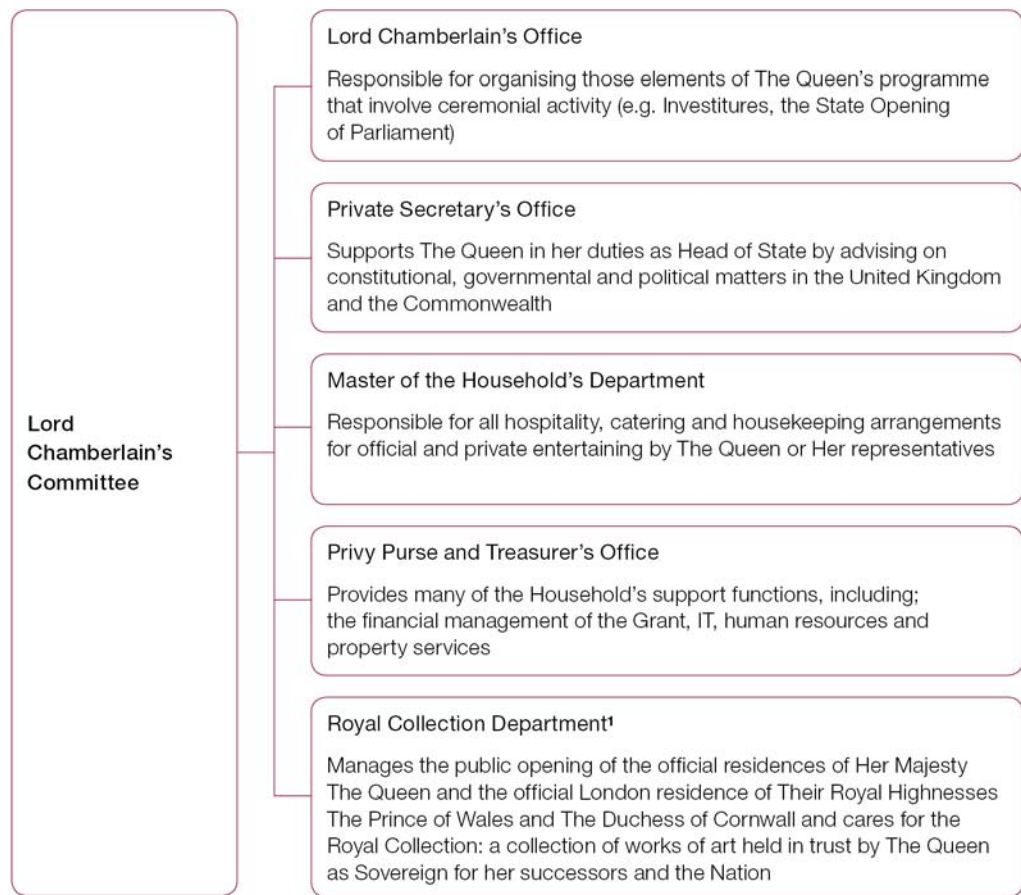 Lord
Chamberlain's
Committee
Lord Chamberlain's Office
Responsible for organising those elements of The Queen's programme
that involve ceremonial activity (e.g. Investitures, the State Opening
of Parliament)
Private Secretary's Office
Supports The Queen in her duties as Head of State by advising on
constitutional, governmental and political matters in the United Kingdom
and the Commonwealth
Master of the Household's Department
Responsible for all hospitality, catering and housekeeping arrangements
for official and private entertaining by The Queen or Her representatives
Privy Purse and Treasurer's Office
Provides many of the Household's support functions, including;
the financial management of the Grant, IT, human resources and
property services
Royal Collection Department¹
Manages the public opening of the official residences of Her Majesty
The Queen and the official London residence of Their Royal Highnesses
The Prince of Wales and The Duchess of Cornwall and cares for the
Royal Collection: a collection of works of art held in trust by The Queen
as Sovereign for her successors and the Nation